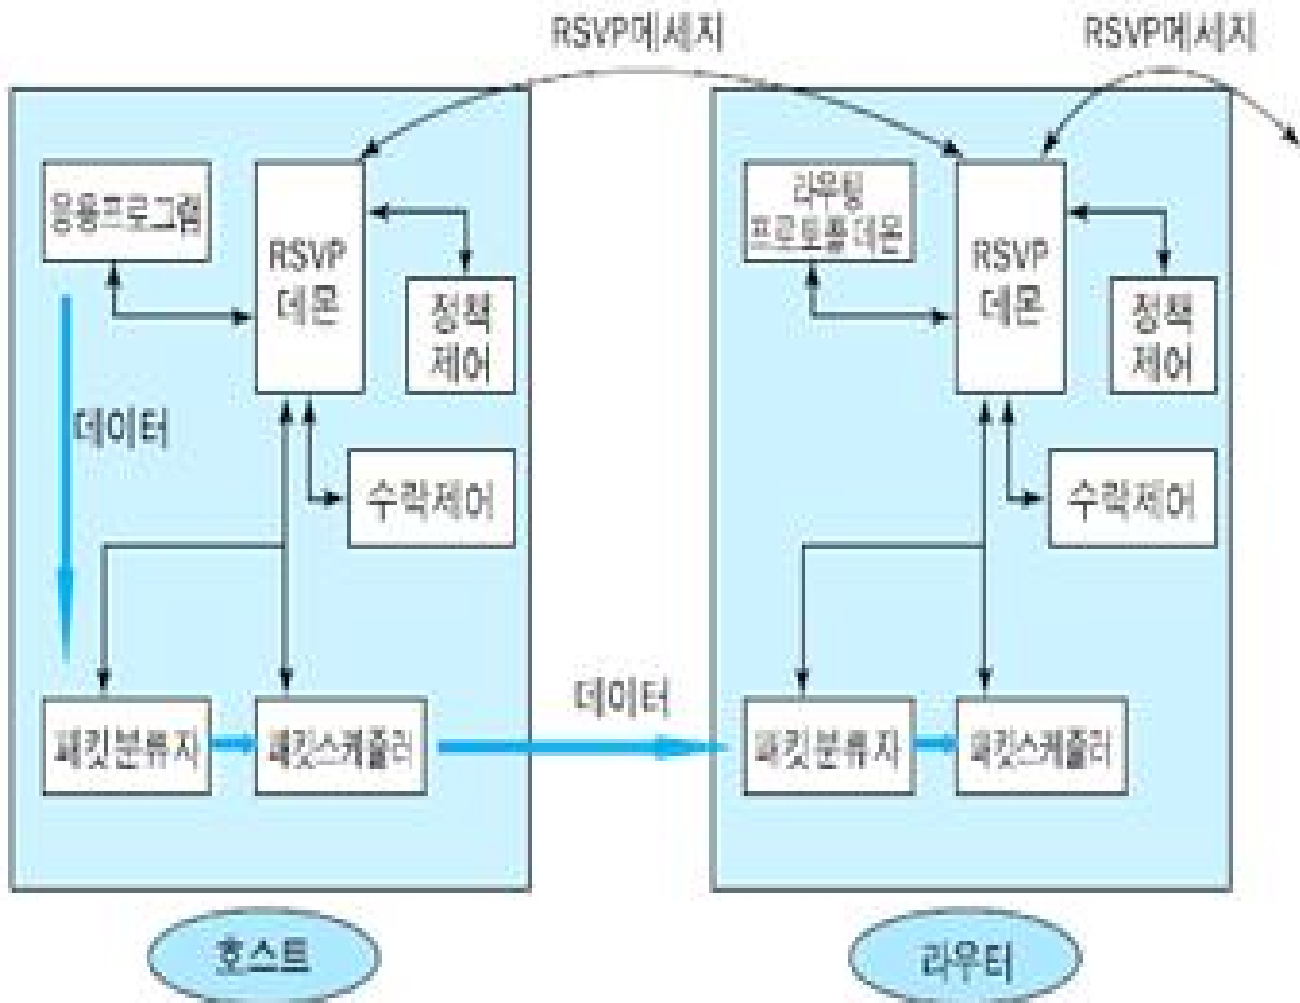 RSVP메세지
RSVP메세지
응용프로그램
RSVP
데몬
정책
제어
데이터
수락제어
패킷분류자
패킷스케줄러
호스트
데이터
라우팅
프로토콜데몬
RSVP
데몬
정책
제어
수락제어
패킷분류자
패킷스케줄러
라우터